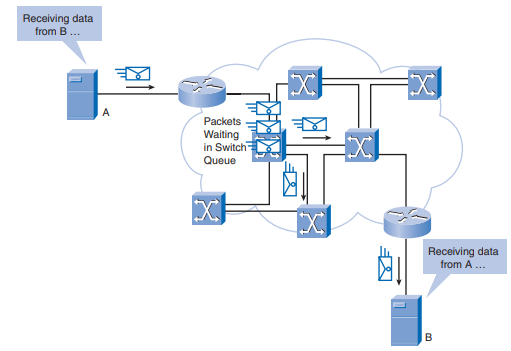 Receiving data
from B ...
A
Packets
Waiting
in Switch
Queue
Receiving data
from A ...
B